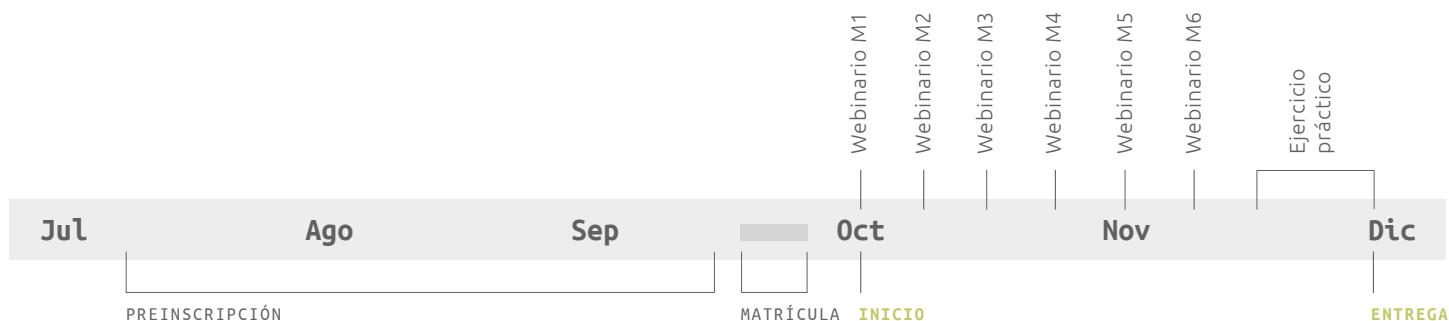 Webinario M1
Webinario M2
Webinario M3
Webinario M4
Webinario M5
Webinario M6
Ejercicio
práctico
Jul
Ago
Sep
Oct
Nov
Dic
PREINSCRIPCIÓN
MATRÍCULA
INICIO
ENTREGA